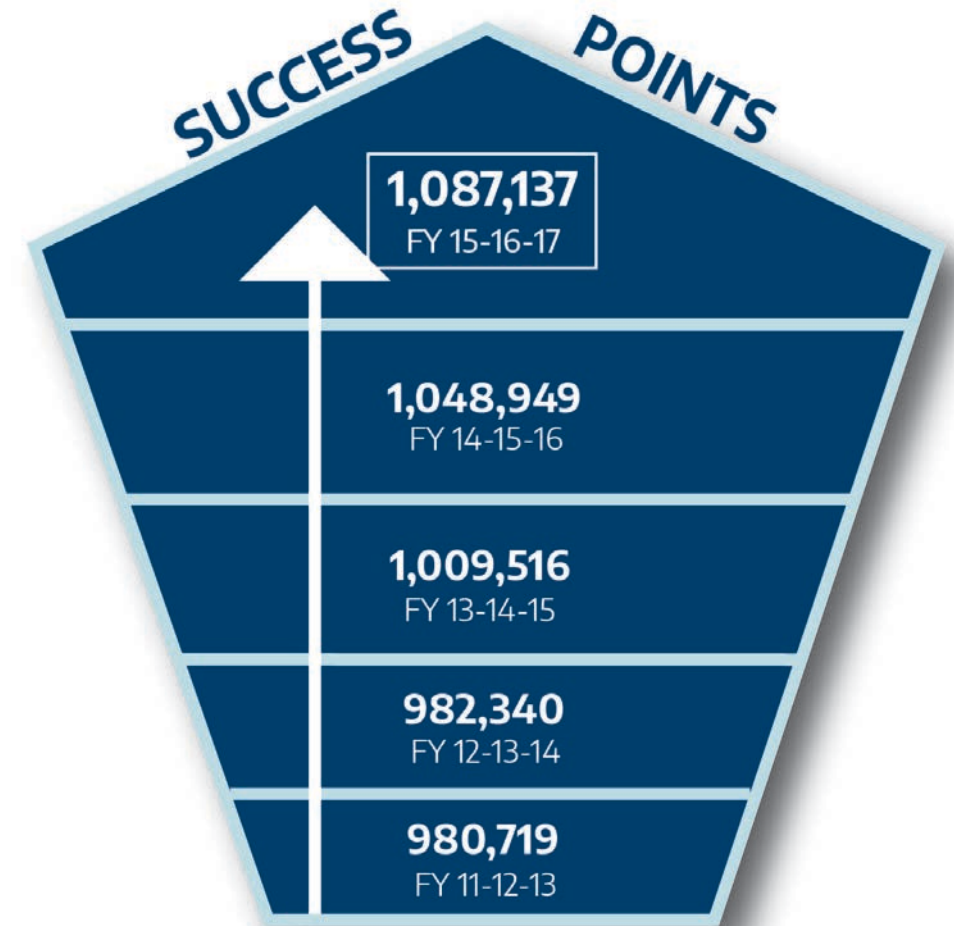 SUCCESS POINTS
1,087,137
FY 15-16-17
1,048,949
FY 14-15-16
1,009,516
FY 13-14-15
982,340
FY 12-13-14
980,719
FY 11-12-13